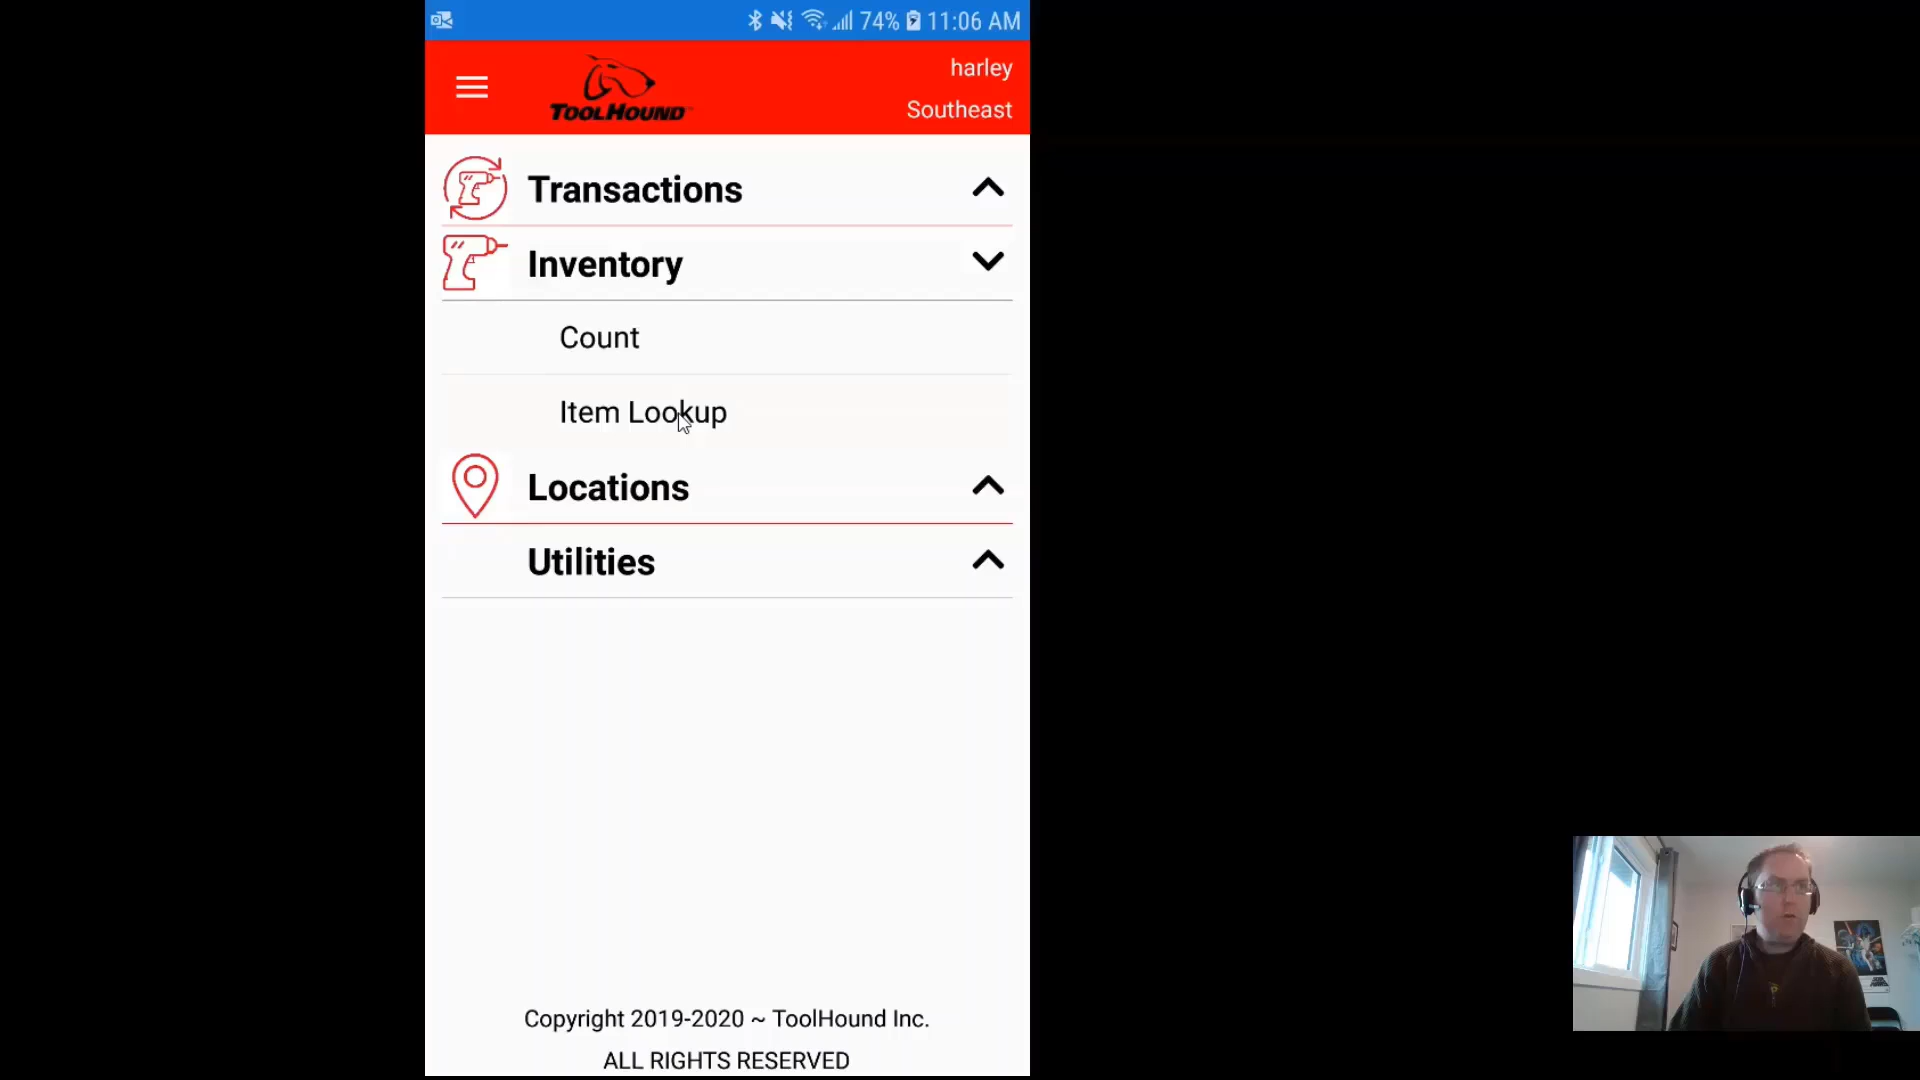 74% 11:06 AM
harley
TOOLHOUND
Southeast
Transactions
Inventory
Count
Item Lookup
Locations
Utilities
Copyright 2019-2020 ~ ToolHound Inc.
ALL RIGHTS RESERVED